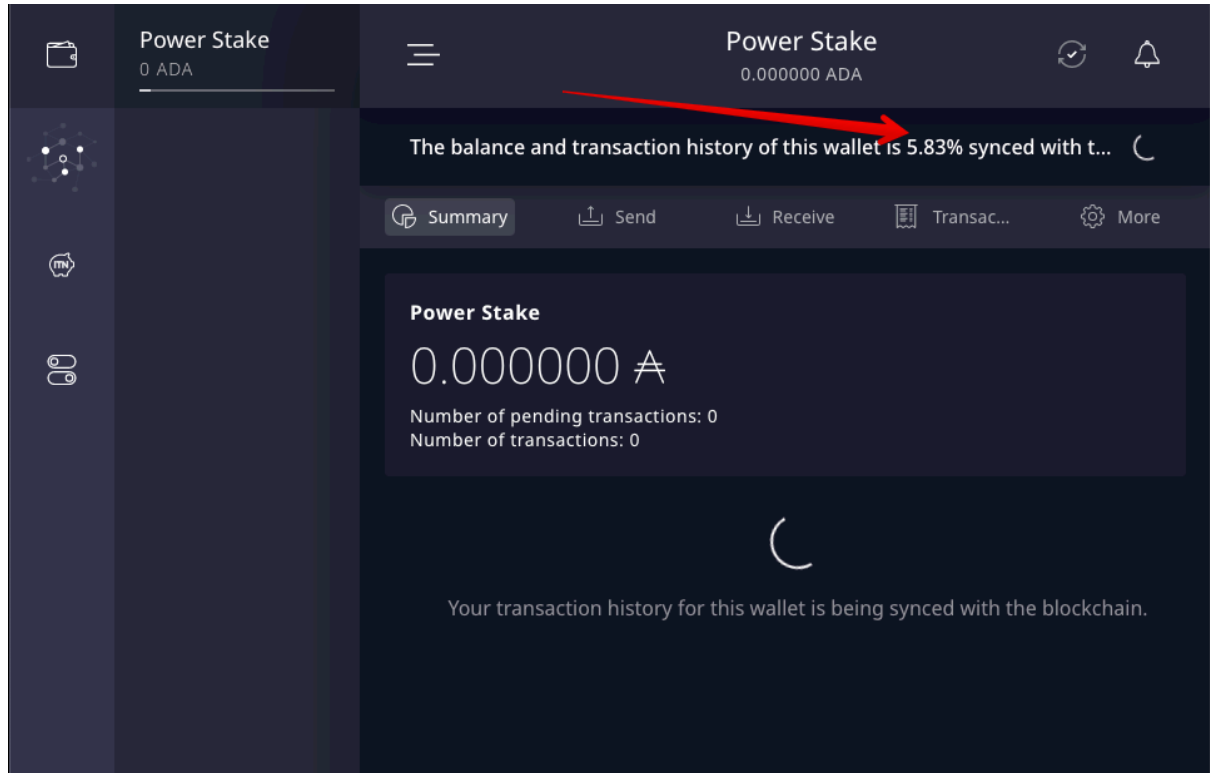 Power Stake
0 ADA
Power Stake
0.000000 ADA
The balance and transaction history of this wallet is 5.83% synced with t...
Summary
Send
Receive
Transac...
More
ITN
Power Stake
0.000000 ₳
Number of pending transactions: 0
Number of transactions: 0
Your transaction history for this wallet is being synced with the blockchain.